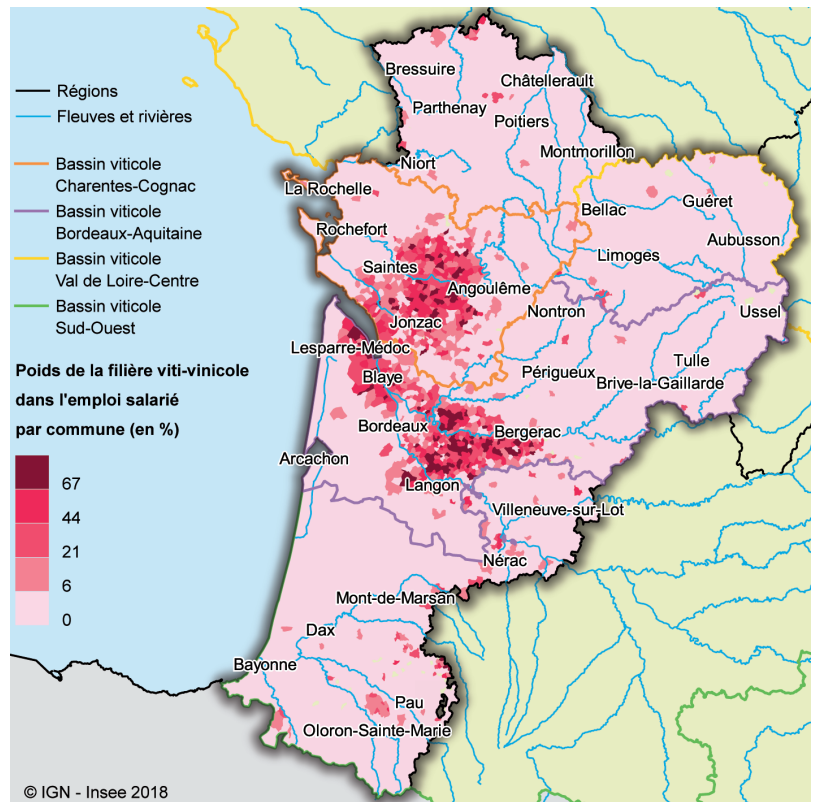 Régions
Fleuves et rivières
Bassin viticole
Charentes-Cognac
Bassin viticole
Bordeaux-Aquitaine
Bassin viticole
Val de Loire-Centre
Bassin viticole
Sud-Ouest
Poids de la filière viti-vinicole
dans l'emploi salarié
par commune (en %)
67
44
21
6
0
Bressuire
Châtellerault
Parthenay
Poitiers
Montmorillon
Niort
La Rochelle
Bellac
Guéret
Rochefort
Aubusson
Saintes
Limoges
Angoulême
Nontron
Ussel
Jonzac
Lesparre-Médoc
Tulle
Blaye
Périgueux
Brive-la-Gaillarde
Bordeaux
Bergerac
Arcachon
Langon
Villeneuve-sur-Lot
Nérac
Mont-de-Marsan
Dax
Bayonne
Pau
Oloron-Sainte-Marie
© IGN - Insee 2018